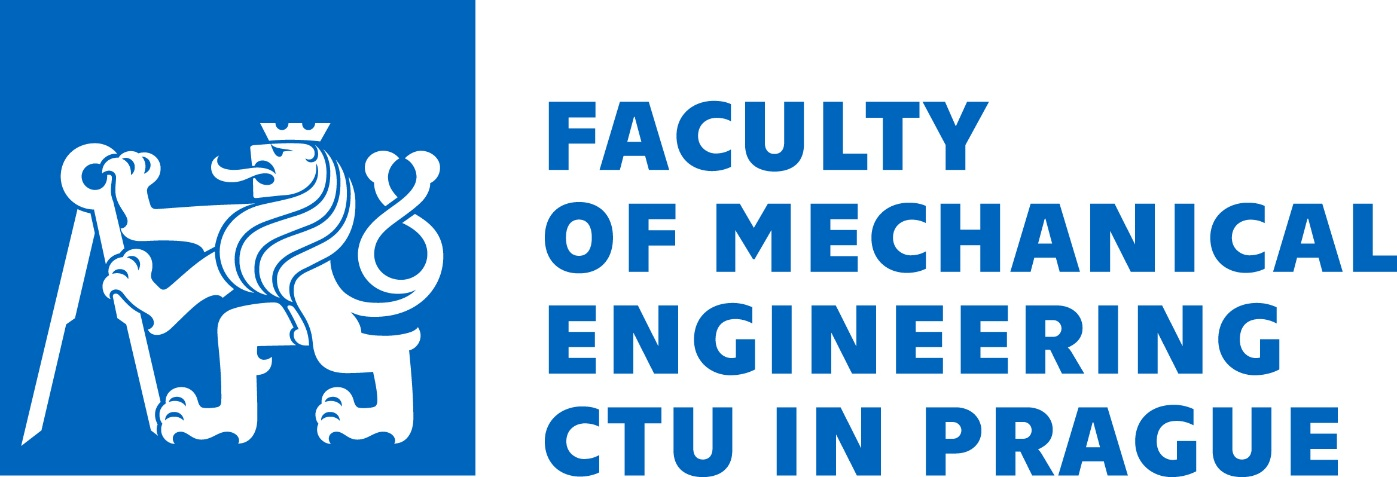 FACULTY
OF MECHANICAL
ENGINEERING
CTU IN PRAGUE